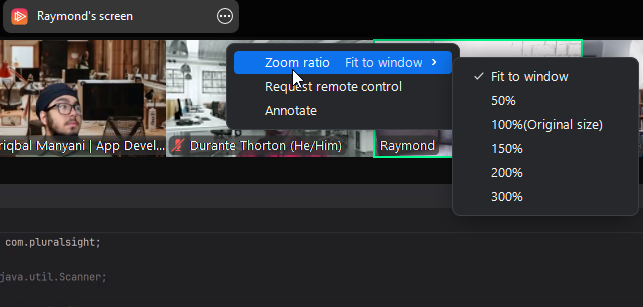 Raymond's screen
Zoom ratio Fit to window
Request remote control
Annotate
Fit to window
50%
100%(Original size)
150%
200%
300%
riqbal Manyani | App Devel...
Durante Thorton (He/Him)
Raymond
com.pluralsight;
java.util.Scanner;